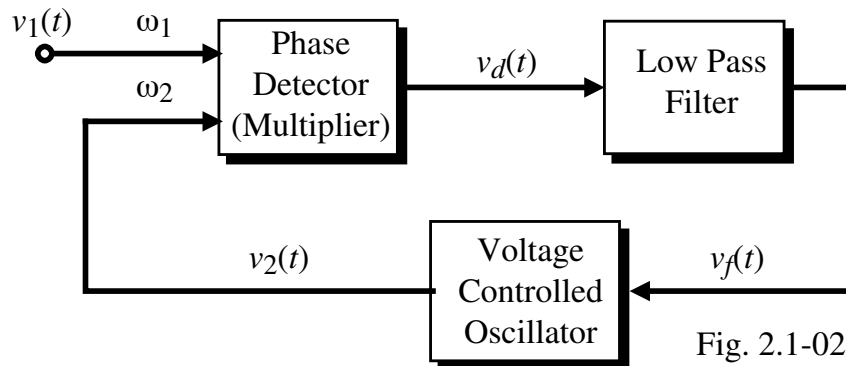 v1(t)
ω1
ω2
Phase
Detector
(Multiplier)
vd(t)
Low Pass
Filter
v2(t)
Voltage
Controlled
Oscillator
vf(t)
Fig. 2.1-02